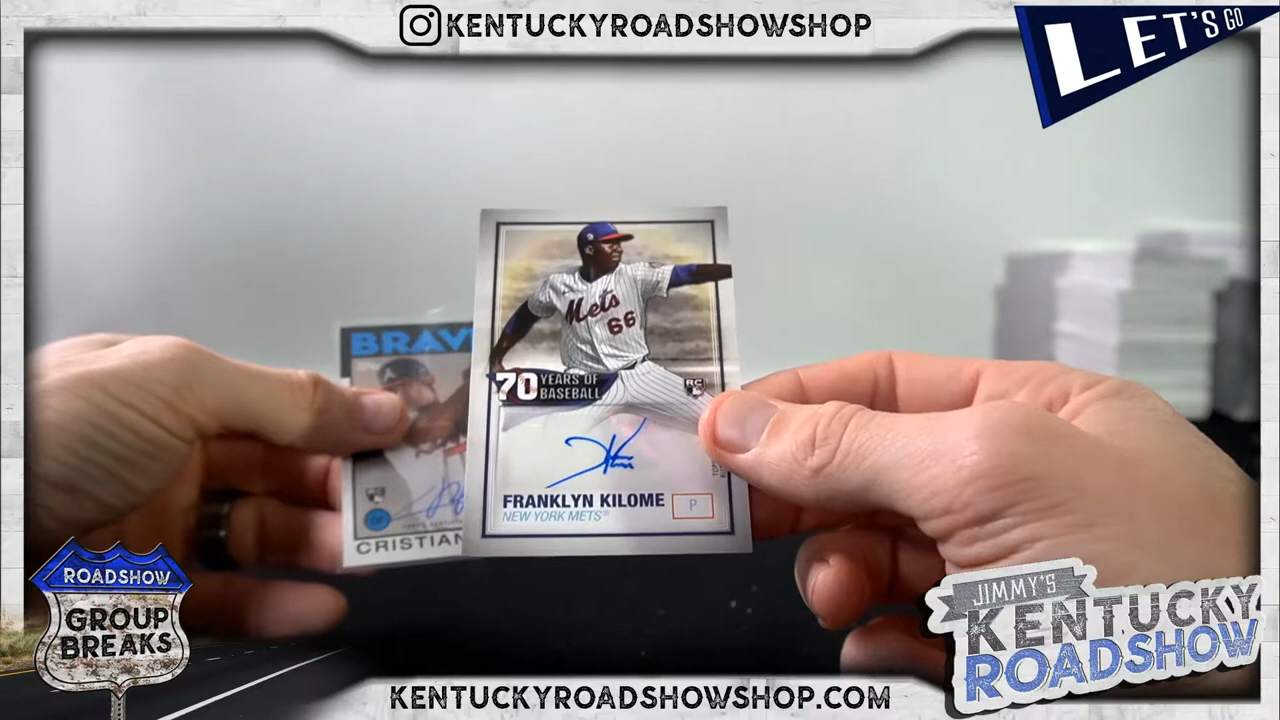 KENTUCKYROADSHOWSHOP
LET'S GO
Mets
66
70 YEARS OF
BASEBALL
RC
FRANKLYN KILOME
P
NEW YORK METS®
BRAV
CRISTIAN
ROADSHOW
GROUP
BREAKS
JIMMY'S
KENTUCKY
ROADSHOW
KENTUCKYROADSHOWSHOP.COM